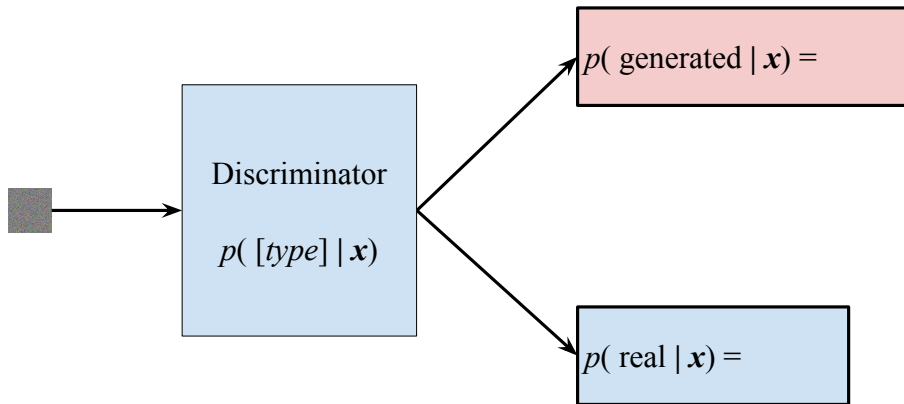 p( generated | x) =
Discriminator
p( [type] | x)
p( real | x) =